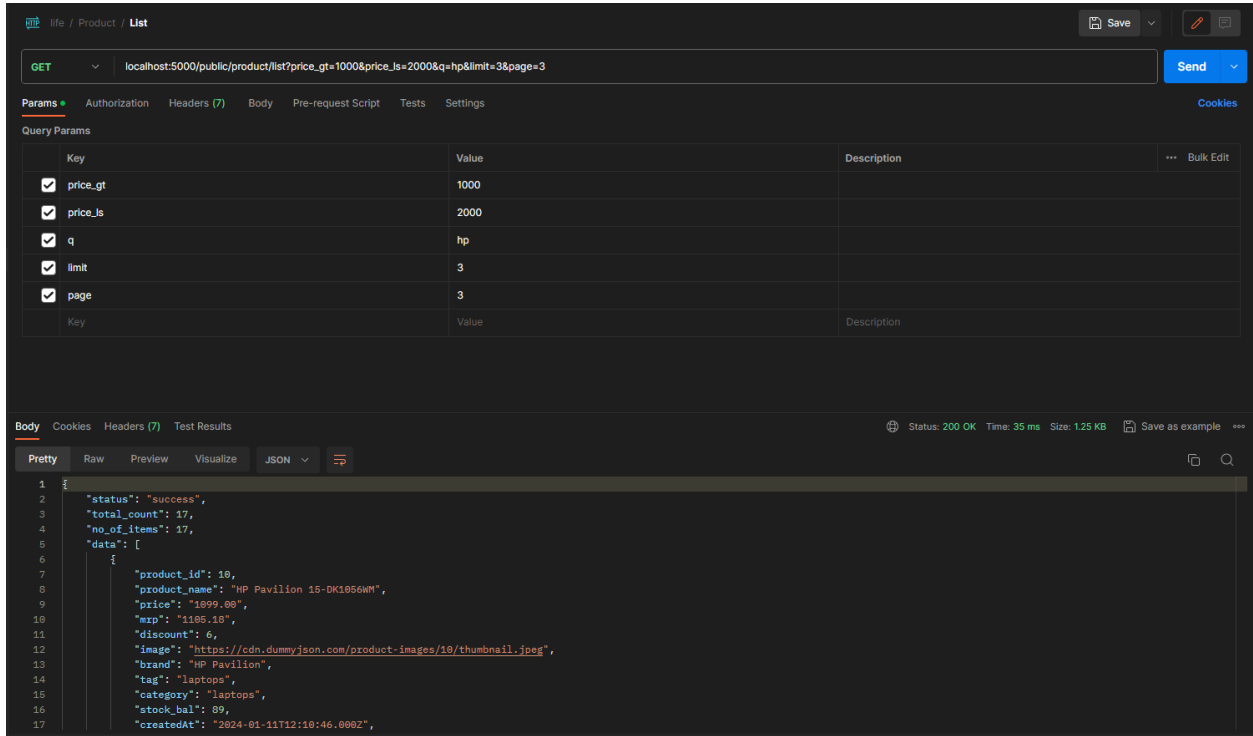 HTTP life / Product / List Save
GET localhost:5000/public/product/list?price_gt=1000&price_ls=2000&q=hp&limit=3&page=3 Send
Params Authorization Headers (7) Body Pre-request Script Tests Settings Cookies
Query Params
Key Value Description ••• Bulk Edit
price_gt 1000
price_ls 2000
q hp
limit 3
page 3
Key Value Description
Body Cookies Headers (7) Test Results Status: 200 OK Time: 35 ms Size: 1.25 KB Save as example
Pretty Raw Preview Visualize JSON
1 {
2 "status": "success",
3 "total_count": 17,
4 "no_of_items": 17,
5 "data": [
6 {
7 "product_id": 10,
8 "product_name": "HP Pavilion 15-DK1056WM",
9 "price": "1099.00",
10 "mrp": "1105.18",
11 "discount": 6,
12 "image": "https://cdn.dummyjson.com/product-images/10/thumbnail.jpeg",
13 "brand": "HP Pavilion",
14 "tag": "laptops",
15 "category": "laptops",
16 "stock_bal": 89,
17 "createdAt": "2024-01-11T12:10:46.000Z",